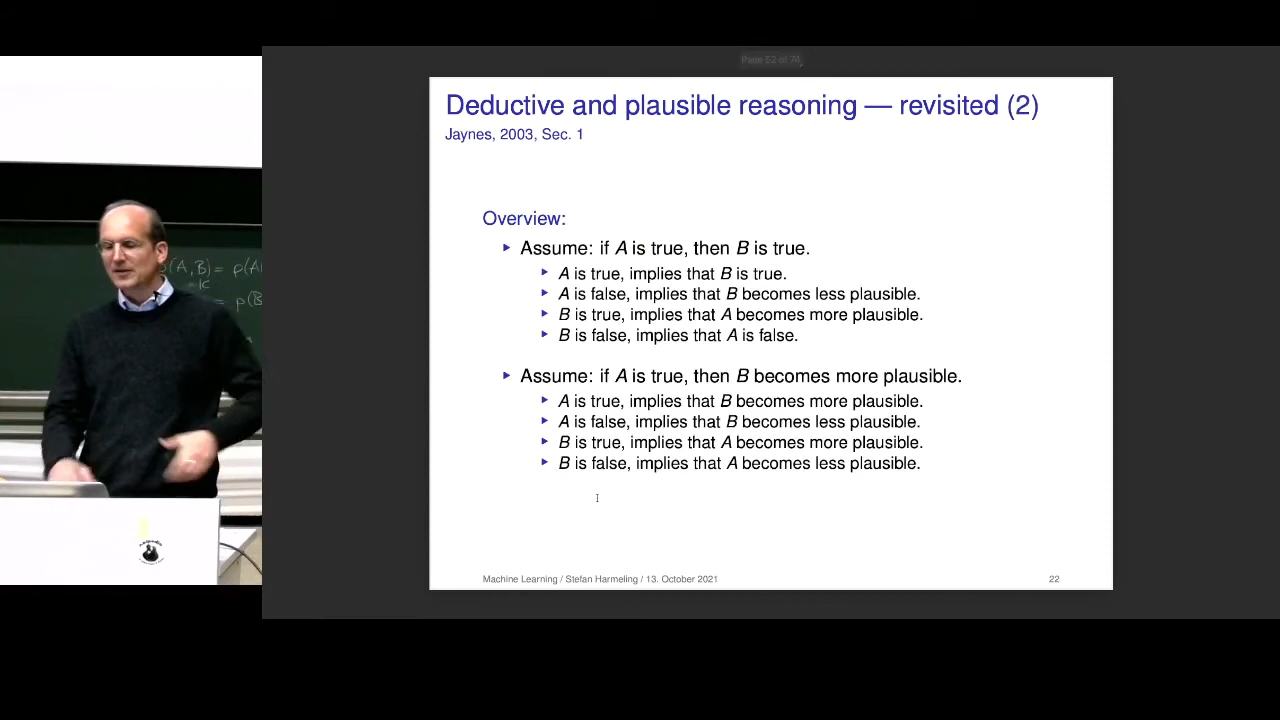 Page 52 of 74
Deductive and plausible reasoning — revisited (2)
Jaynes, 2003, Sec. 1
Overview:
▸ Assume: if A is true, then B is true.
▸ A is true, implies that B is true.
▸ A is false, implies that B becomes less plausible.
▸ B is true, implies that A becomes more plausible.
▸ B is false, implies that A is false.
▸ Assume: if A is true, then B becomes more plausible.
▸ A is true, implies that B becomes more plausible.
▸ A is false, implies that B becomes less plausible.
▸ B is true, implies that A becomes more plausible.
▸ B is false, implies that A becomes less plausible.
Machine Learning / Stefan Harmeling / 13. October 2021
22
(A,B) = p(A
= p(B